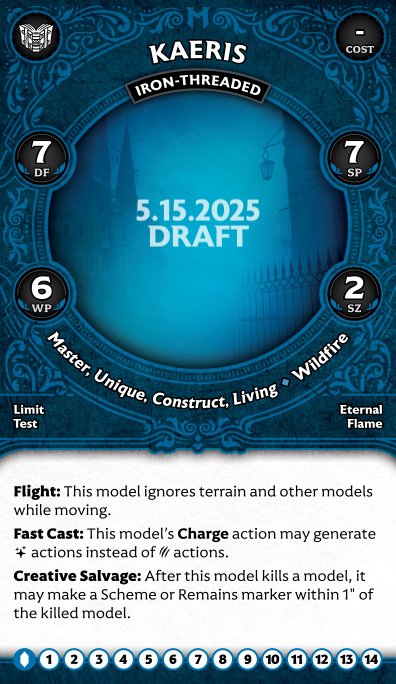 KAERIS
-
COST
IRON-THREADED
7
DF
7
SP
5.15.2025
DRAFT
6
WP
2
SZ
Master, Unique, Construct, Living ⬥ Wildfire
Limit
Test
Eternal
Flame
Flight: This model ignores terrain and other models
while moving.
Fast Cast: This model's Charge action may generate
actions instead of actions.
Creative Salvage: After this model kills a model, it
may make a Scheme or Remains marker within 1" of
the killed model.
1 2 3 4 5 6 7 8 9 10 11 12 13 14